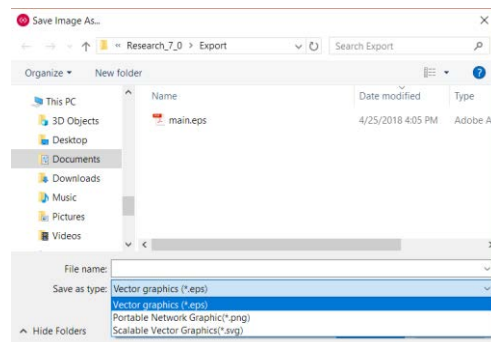 Save Image As...
« Research_7_0 > Export
Search Export
Organize
New folder
This PC
3D Objects
Desktop
Documents
Downloads
Music
Pictures
Videos
Name
Date modified
Type
main.eps
4/25/2018 4:05 PM
Adobe A
File name:
Save as type: Vector graphics (*.eps)
Vector graphics (*.eps)
Portable Network Graphic(*.png)
Scalable Vector Graphics(*.svg)
Hide Folders